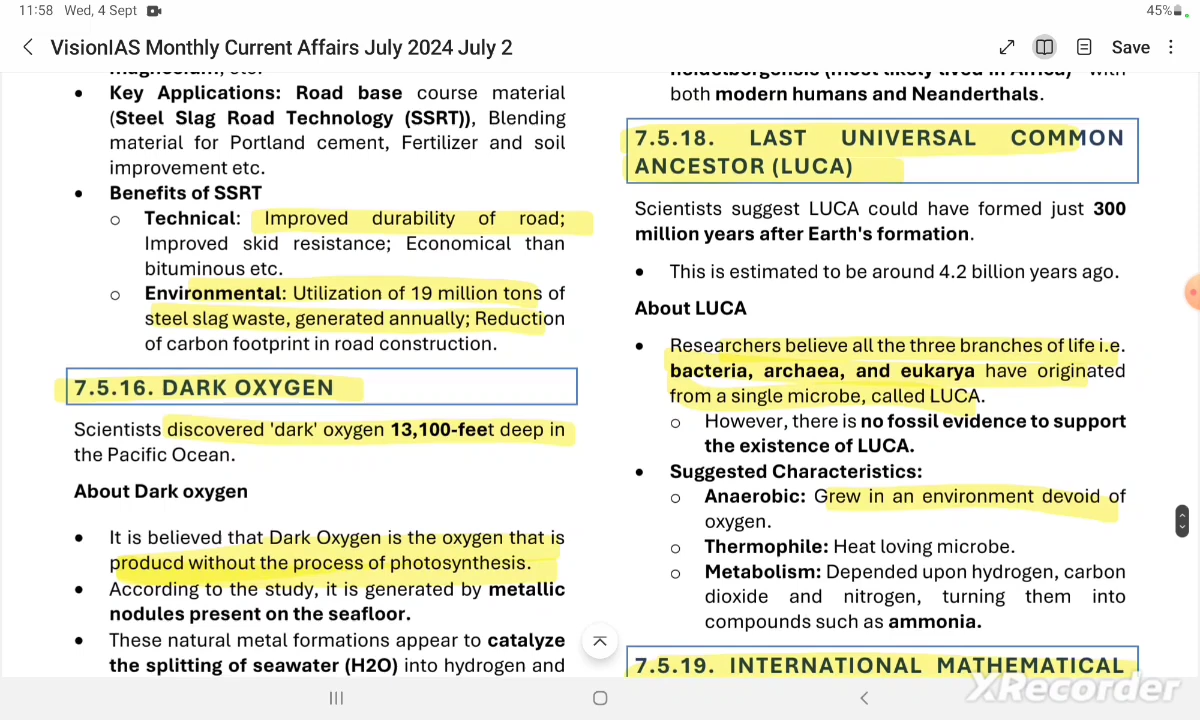 11:58 Wed, 4 Sept
45%
VisionIAS Monthly Current Affairs July 2024 July 2
Save
• Key Applications: Road base course material
(Steel Slag Road Technology (SSRT)), Blending
material for Portland cement, Fertilizer and soil
improvement etc.
• Benefits of SSRT
o Technical: Improved durability of road;
Improved skid resistance; Economical than
bituminous etc.
o Environmental: Utilization of 19 million tons of
steel slag waste, generated annually; Reduction
of carbon footprint in road construction.
7.5.16. DARK OXYGEN
Scientists discovered 'dark' oxygen 13,100-feet deep in
the Pacific Ocean.
About Dark oxygen
• It is believed that Dark Oxygen is the oxygen that is
producd without the process of photosynthesis.
• According to the study, it is generated by metallic
nodules present on the seafloor.
• These natural metal formations appear to catalyze
the splitting of seawater (H2O) into hydrogen and
heidelbergensis (most likely lived in Africa) with
both modern humans and Neanderthals.
7.5.18. LAST UNIVERSAL COMMON
ANCESTOR (LUCA)
Scientists suggest LUCA could have formed just 300
million years after Earth's formation.
• This is estimated to be around 4.2 billion years ago.
About LUCA
• Researchers believe all the three branches of life i.e.
bacteria, archaea, and eukarya have originated
from a single microbe, called LUCA.
o However, there is no fossil evidence to support
the existence of LUCA.
• Suggested Characteristics:
o Anaerobic: Grew in an environment devoid of
oxygen.
o Thermophile: Heat loving microbe.
o Metabolism: Depended upon hydrogen, carbon
dioxide and nitrogen, turning them into
compounds such as ammonia.
7.5.19. INTERNATIONAL MATHEMATICAL
XRecorder